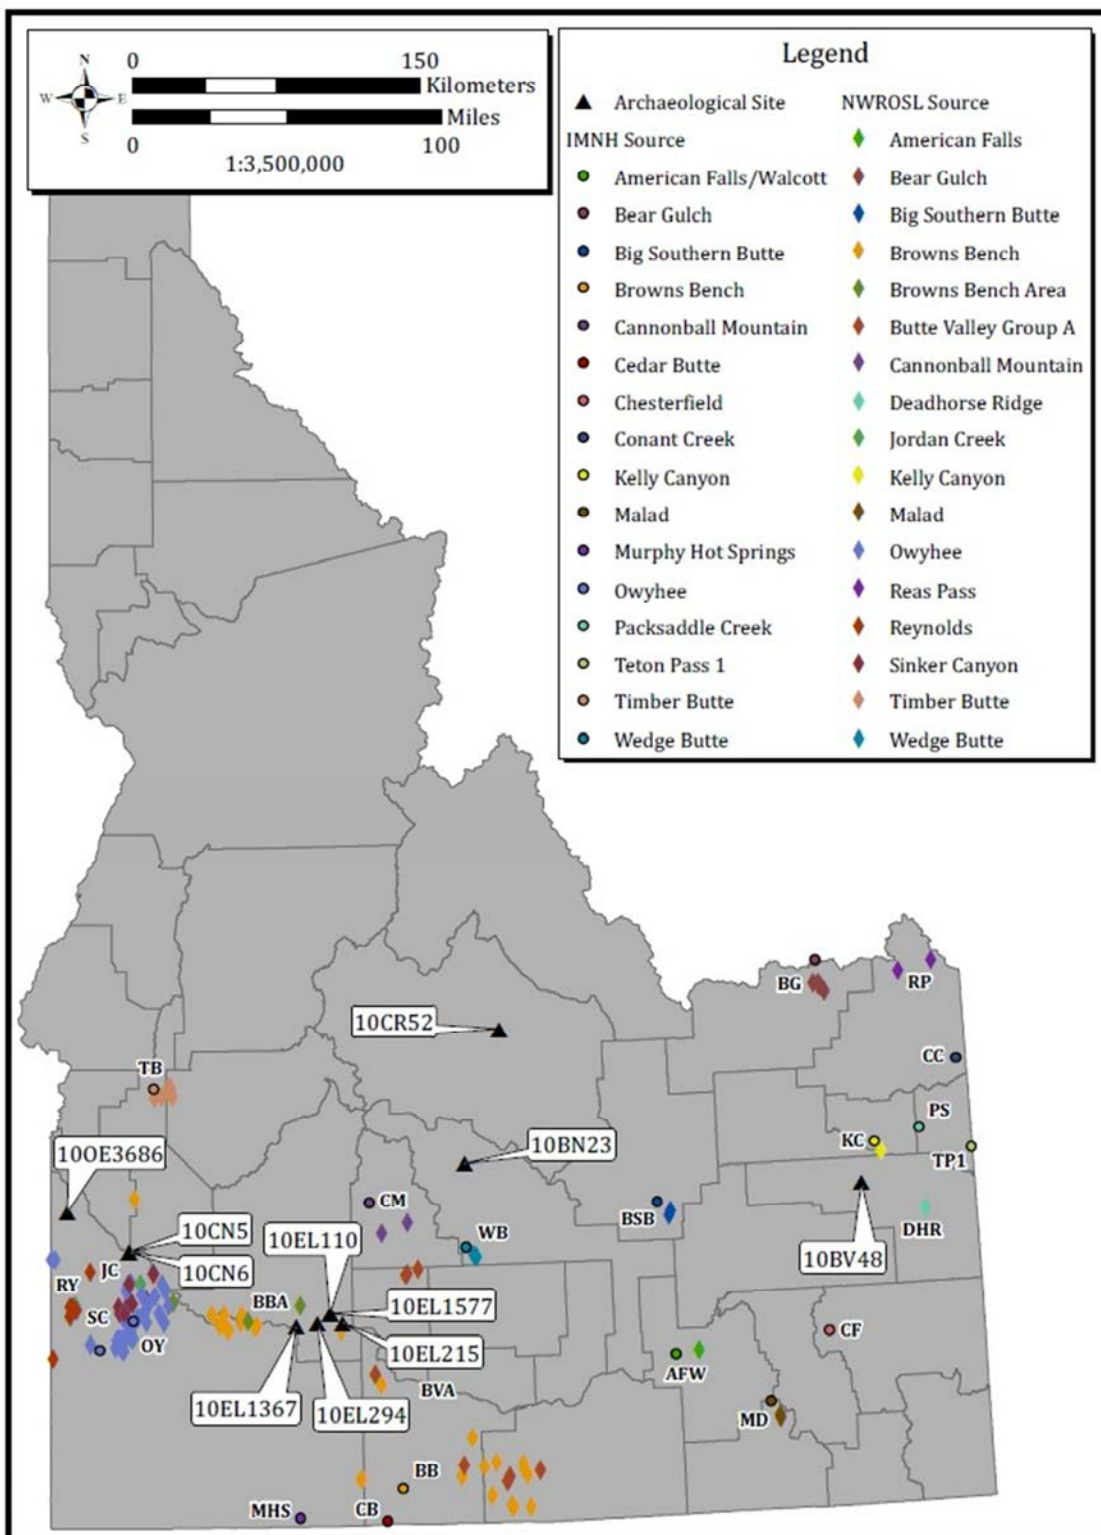 N
W E
S
0 150
Kilometers
Miles
0 100
1:3,500,000
Legend
Archaeological Site
IMNH Source
American Falls/Walcott
Bear Gulch
Big Southern Butte
Browns Bench
Cannonball Mountain
Cedar Butte
Chesterfield
Conant Creek
Kelly Canyon
Malad
Murphy Hot Springs
Owyhee
Packsaddle Creek
Teton Pass 1
Timber Butte
Wedge Butte
NWROSL Source
American Falls
Bear Gulch
Big Southern Butte
Browns Bench
Browns Bench Area
Butte Valley Group A
Cannonball Mountain
Deadhorse Ridge
Jordan Creek
Kelly Canyon
Malad
Owyhee
Reas Pass
Reynolds
Sinker Canyon
Timber Butte
Wedge Butte
BG
RP
10CR52
CC
TB
PS
KC
10BN23
10OE3686
TP1
CM
BSB
DHR
10CN5
10EL110
WB
10BV48
JC
10CN6
RY
BBA
10EL1577
SC
CF
OY
10EL215
AFW
BVA
10EL1367
10EL294
MD
BB
MHS
CB